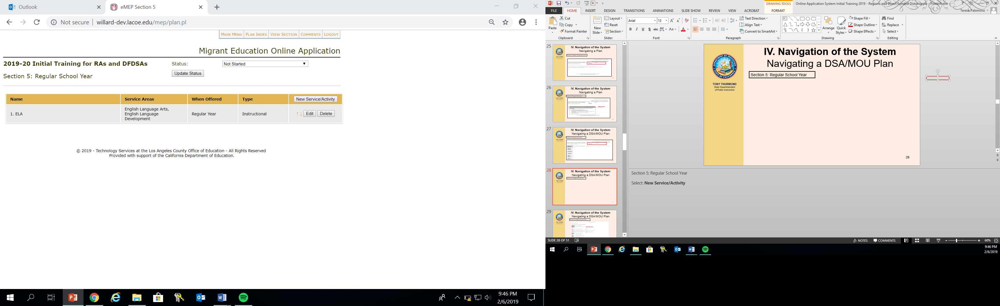 Outlook
eMEP Section 5
Not secure | willard-dev.lacoe.edu/mep/plan.pl
Main Menu Plan Index View Section Comments Logout
Migrant Education Online Application
2019-20 Initial Training for RAs and DFDSAs
Status: Not Started
Update Status
Section 5: Regular School Year
Name Service Areas When Offered Type New Service/Activity
1. ELA English Language Arts, English Language Development Regular Year Instructional ↑↓ Edit Delete
© 2019 - Technology Services at the Los Angeles County Office of Education - All Rights Reserved
Provided with support of the California Department of Education.
9:46 PM
2/6/2019
DRAWING TOOLS
Online Application System Initial Training 2019 - Regions and Direct Funded Distrits.pptx - PowerPoint
FILE HOME INSERT DESIGN TRANSITIONS ANIMATIONS SLIDE SHOW REVIEW VIEW ACROBAT FORMAT
Teresa Palomino
Paste
Cut
Copy
Format Painter
Clipboard
New Slide
Layout
Reset
Section
Slides
Arial 13
B I U S abc AV Aa A
Font
Text Direction
Align Text
Convert to SmartArt
Paragraph
Arrange
Quick Styles
Shape Fill
Shape Outline
Shape Effects
Drawing
Find
Replace
Select
Editing
25
IV. Navigation of the System
Navigating a Plan
26
IV. Navigation of the System
Navigating a Plan
27
IV. Navigation of the System
Navigating a DSA/MOU Plan
28
IV. Navigation of the System
Navigating a DSA/MOU Plan
29
IV. Navigation of the System
Navigating a DSA/MOU Plan
IV. Navigation of the System
Navigating a DSA/MOU Plan
Section 5: Regular School Year
DEPARTMENT OF EDUCATION
STATE OF CALIFORNIA
TONY THURMOND
State Superintendent
of Public Instruction
28
Section 5: Regular School Year
Select: New Service/Activity
SLIDE 28 OF 51
NOTES COMMENTS 60%
9:46 PM
2/6/2019